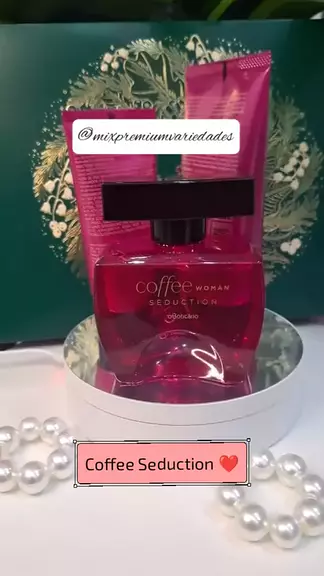 @mixpremiumvariedades
coffee WOMAN
SEDUCTION
oBoticário
Coffee Seduction ❤️